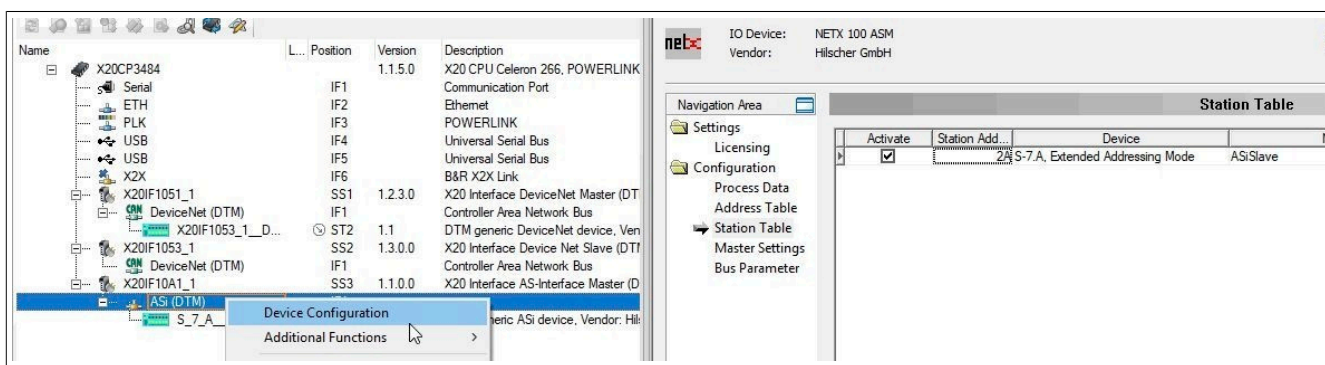 Name L... Position Version Description
X20CP3484 1.1.5.0 X20 CPU Celeron 266, POWERLINK
Serial IF1 Communication Port
ETH IF2 Ethernet
PLK IF3 POWERLINK
USB IF4 Universal Serial Bus
USB IF5 Universal Serial Bus
X2X IF6 B&R X2X Link
X20IF1051_1 SS1 1.2.3.0 X20 Interface DeviceNet Master (DT
DeviceNet (DTM) IF1 Controller Area Network Bus
X20IF1053_1__D... ST2 1.1 DTM generic DeviceNet device, Ven
X20IF1053_1 SS2 1.3.0.0 X20 Interface Device Net Slave (DTM
DeviceNet (DTM) IF1 Controller Area Network Bus
X20IF10A1_1 SS3 1.1.0.0 X20 Interface AS-Interface Master (D
ASi (DTM)
S_7_A_ neric ASi device, Vendor: Hil
Device Configuration
Additional Functions >
netx
IO Device: NETX 100 ASM
Vendor: Hilscher GmbH
Navigation Area
Settings
Licensing
Configuration
Process Data
Address Table
Station Table
Master Settings
Bus Parameter
Station Table
Activate Station Add... Device
2A S-7.A, Extended Addressing Mode ASiSlave